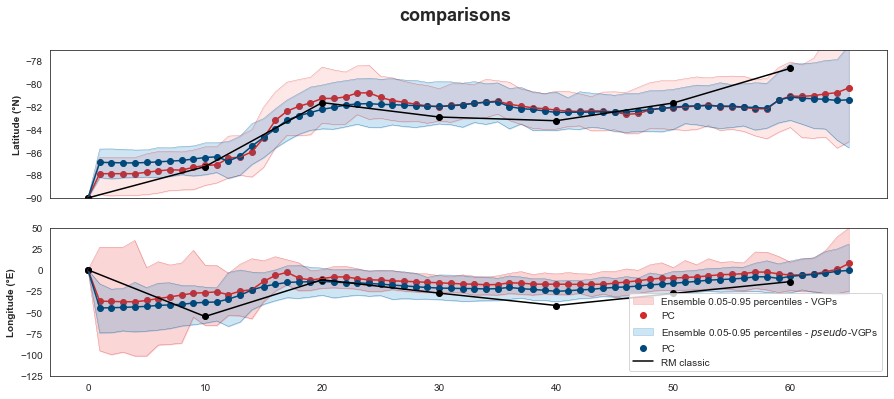 comparisons
Latitude (°N)
−78
−80
−82
−84
−86
−88
−90
Longitude (°E)
50
25
0
−25
−50
−75
−100
−125
Ensemble 0.05-0.95 percentiles - VGPs
PC
Ensemble 0.05-0.95 percentiles - pseudo-VGPs
PC
RM classic
0 10 20 30 40 50 60